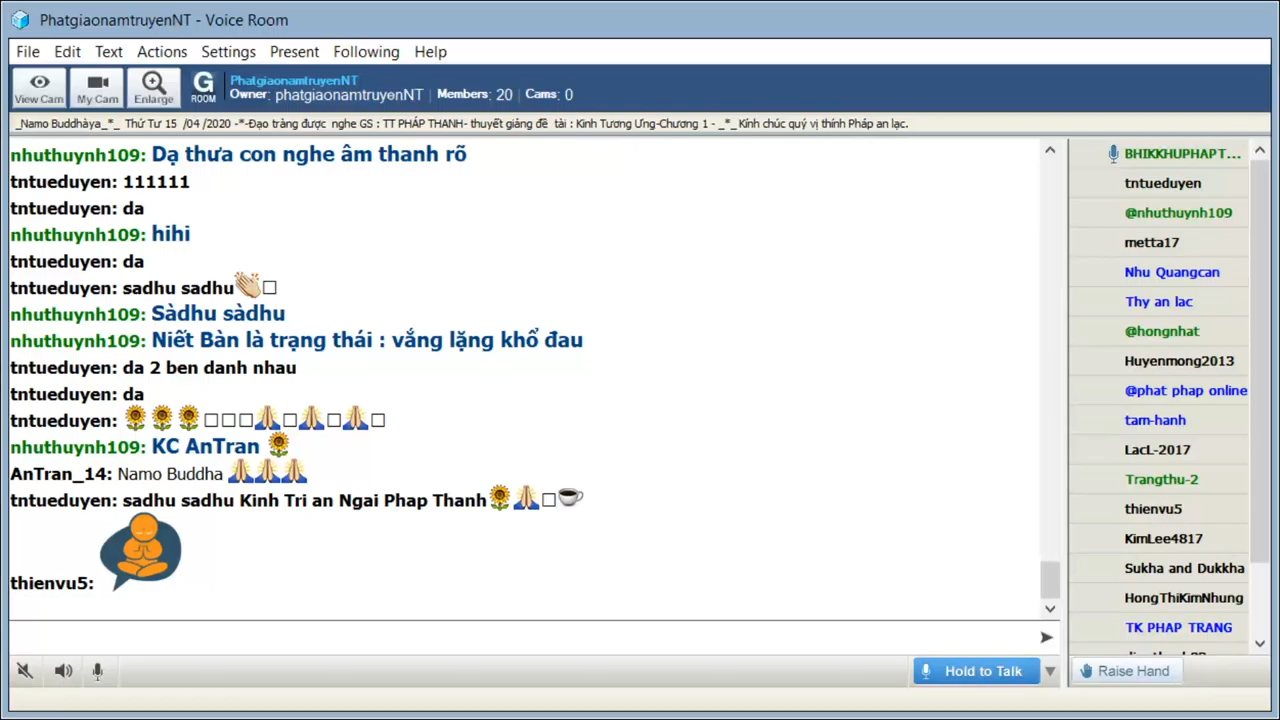 PhatgiaonamtruyenNT - Voice Room
File Edit Text Actions Settings Present Following Help
View Cam My Cam Enlarge G ROOM
PhatgiaonamtruyenNT
Owner: phatgiaonamtruyenNT Members: 20 Cams: 0
_Namo Buddhàya_*_ Thứ Tư 15 /04 /2020 -*-Đạo tràng được nghe GS : TT PHÁP THANH- thuyết giảng đề tài : Kinh Tương Ưng-Chương 1 - _*_ Kính chúc quý vị thính Pháp an lạc.
nhuthuynh109: Dạ thưa con nghe âm thanh rõ
tntueduyen: 111111
tntueduyen: da
nhuthuynh109: hihi
tntueduyen: da
tntueduyen: sadhu sadhu👏□
nhuthuynh109: Sàdhu sàdhu
nhuthuynh109: Niết Bàn là trạng thái : vắng lặng khổ đau
tntueduyen: da 2 ben danh nhau
tntueduyen: da
tntueduyen: 🌻🌻🌻□□□🙏□🙏□🙏□
nhuthuynh109: KC AnTran 🌻
AnTran_14: Namo Buddha 🙏🙏🙏
tntueduyen: sadhu sadhu Kinh Tri an Ngai Phap Thanh🌻🙏□☕
thienvu5:
BHIKKHUPHAPT...
tntueduyen
@nhuthuynh109
metta17
Nhu Quangcan
Thy an lac
@hongnhat
Huyenmong2013
@phat phap online
tam-hanh
LacL-2017
Trangthu-2
thienvu5
KimLee4817
Sukha and Dukkha
HongThiKimNhung
TK PHAP TRANG
Hold to Talk
Raise Hand